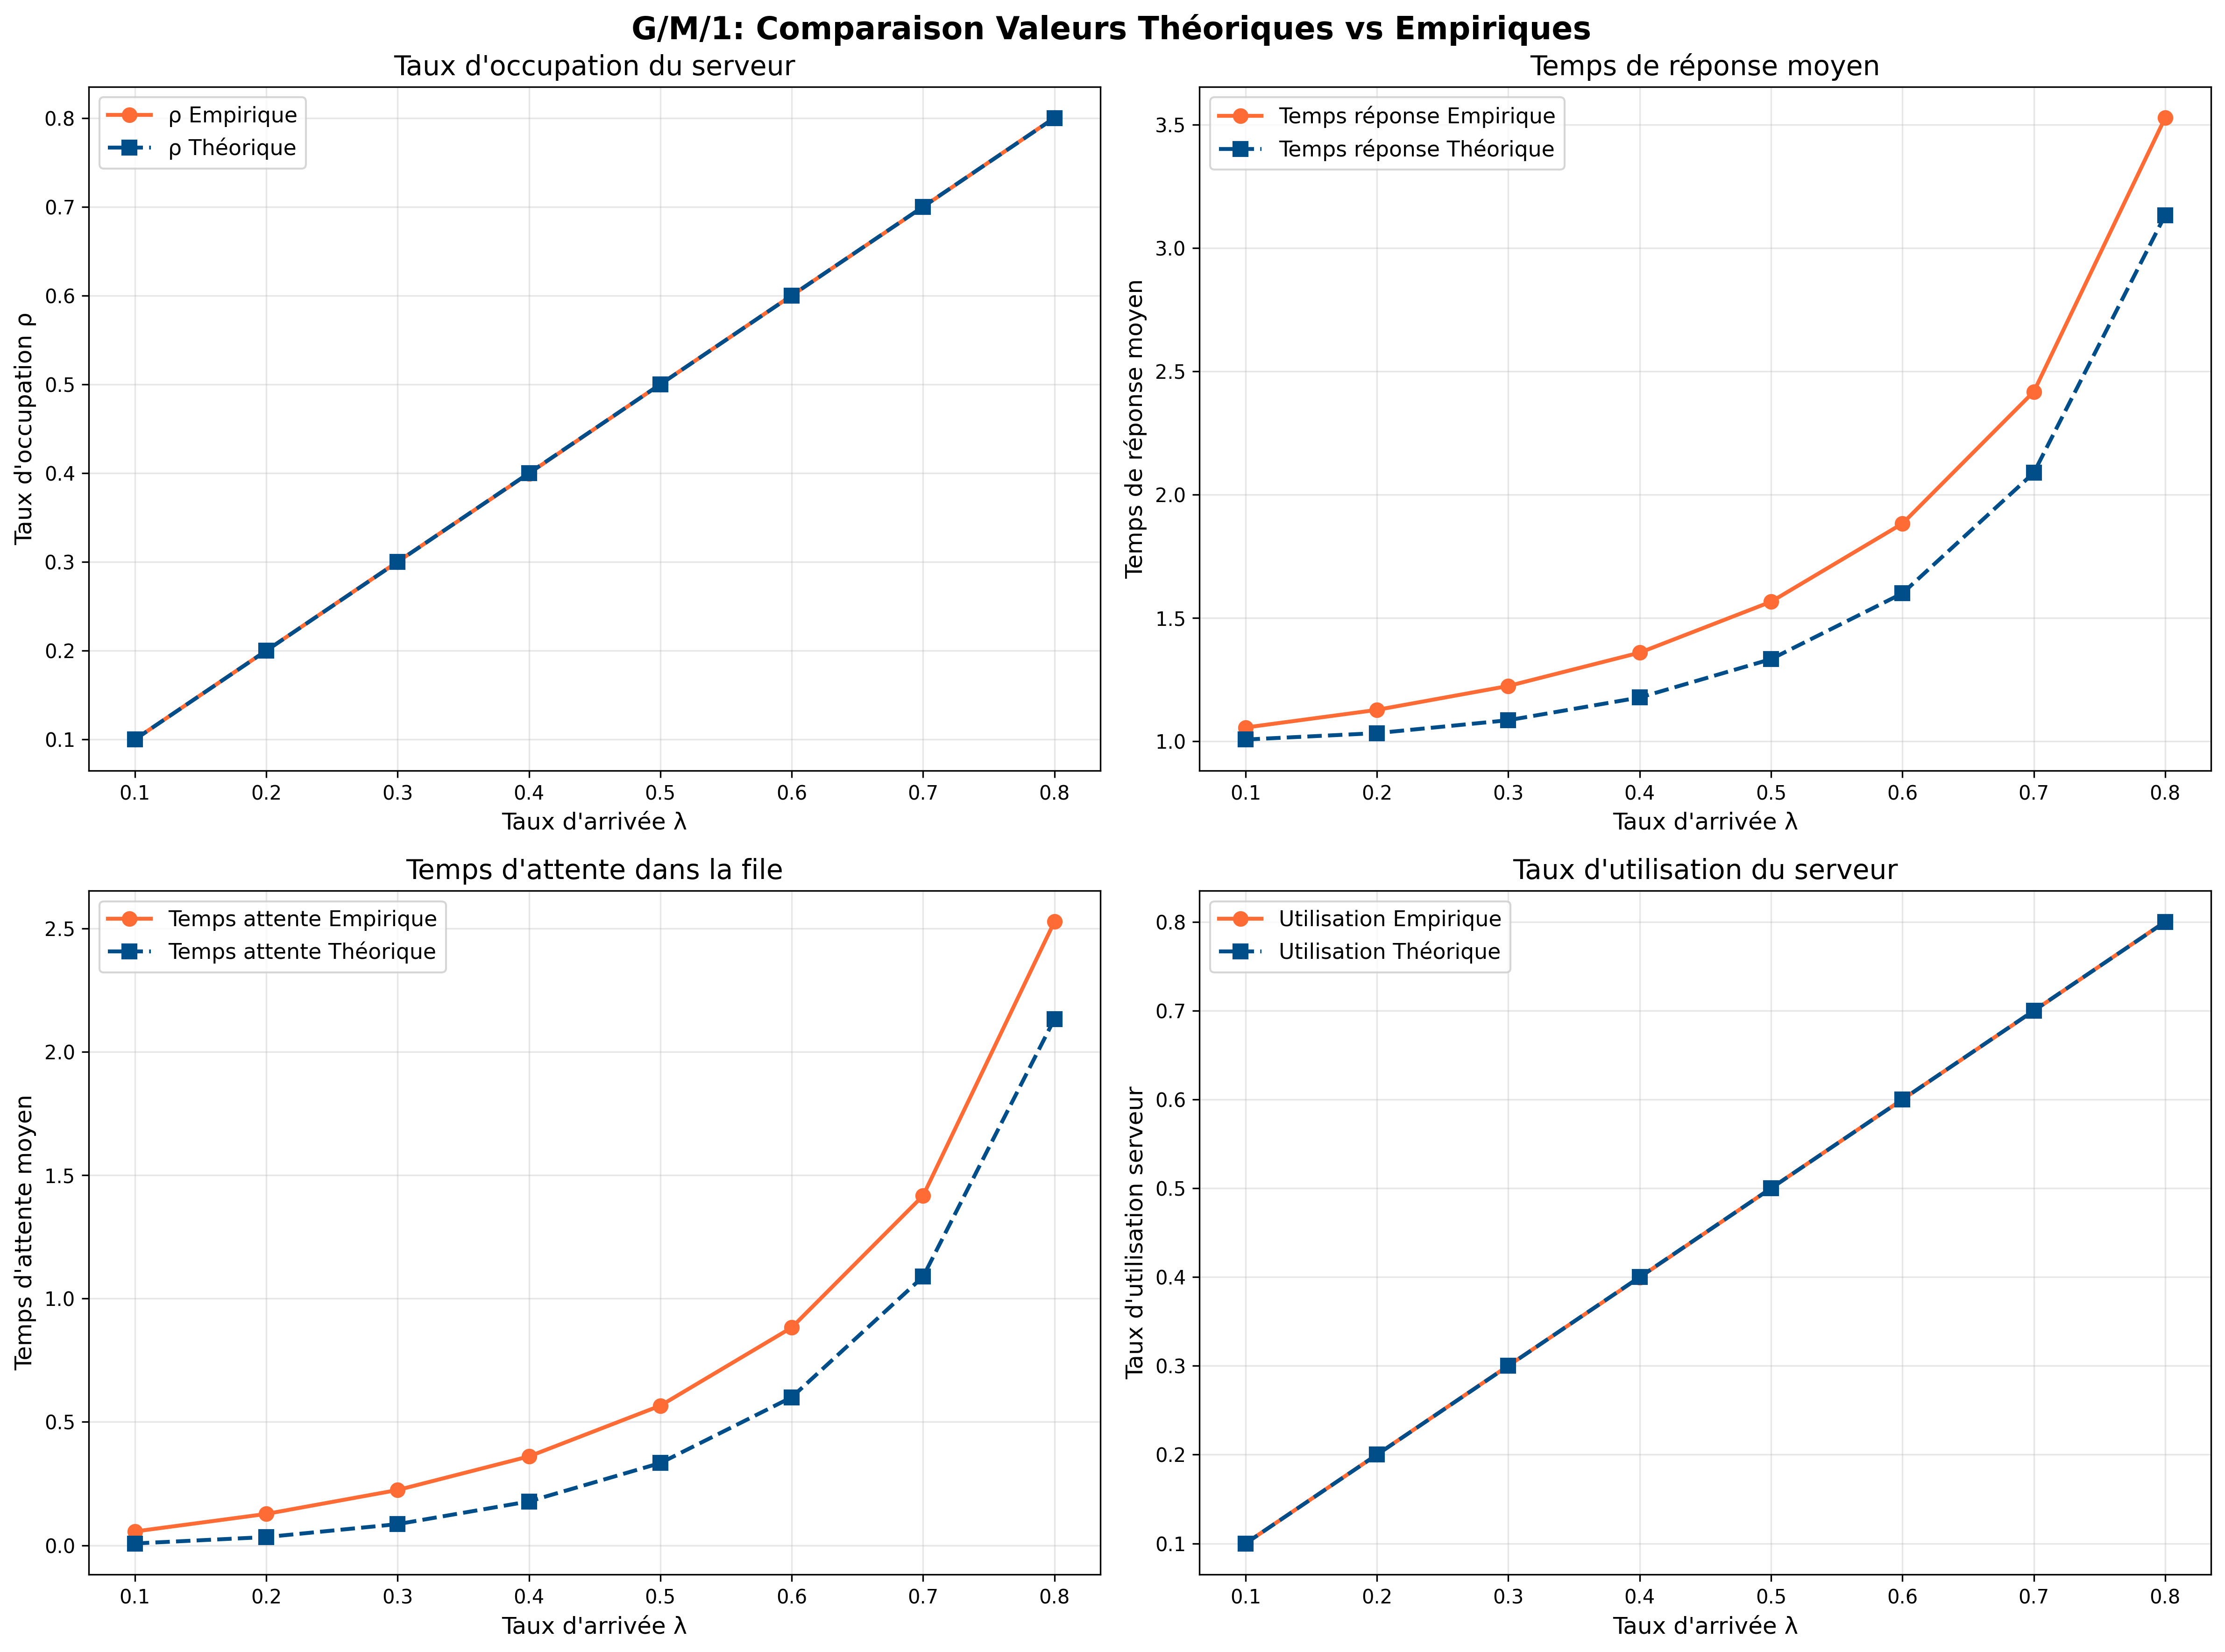 G/M/1: Comparaison Valeurs Théoriques vs Empiriques
Taux d'occupation du serveur
ρ Empirique
ρ Théorique
Taux d'occupation ρ
0.8
0.7
0.6
0.5
0.4
0.3
0.2
0.1
0.1 0.2 0.3 0.4 0.5 0.6 0.7 0.8
Taux d'arrivée λ
Temps de réponse moyen
Temps réponse Empirique
Temps réponse Théorique
Temps de réponse moyen
3.5
3.0
2.5
2.0
1.5
1.0
0.1 0.2 0.3 0.4 0.5 0.6 0.7 0.8
Taux d'arrivée λ
Temps d'attente dans la file
Temps attente Empirique
Temps attente Théorique
Temps d'attente moyen
2.5
2.0
1.5
1.0
0.5
0.0
0.1 0.2 0.3 0.4 0.5 0.6 0.7 0.8
Taux d'arrivée λ
Taux d'utilisation du serveur
Utilisation Empirique
Utilisation Théorique
Taux d'utilisation serveur
0.8
0.7
0.6
0.5
0.4
0.3
0.2
0.1
0.1 0.2 0.3 0.4 0.5 0.6 0.7 0.8
Taux d'arrivée λ